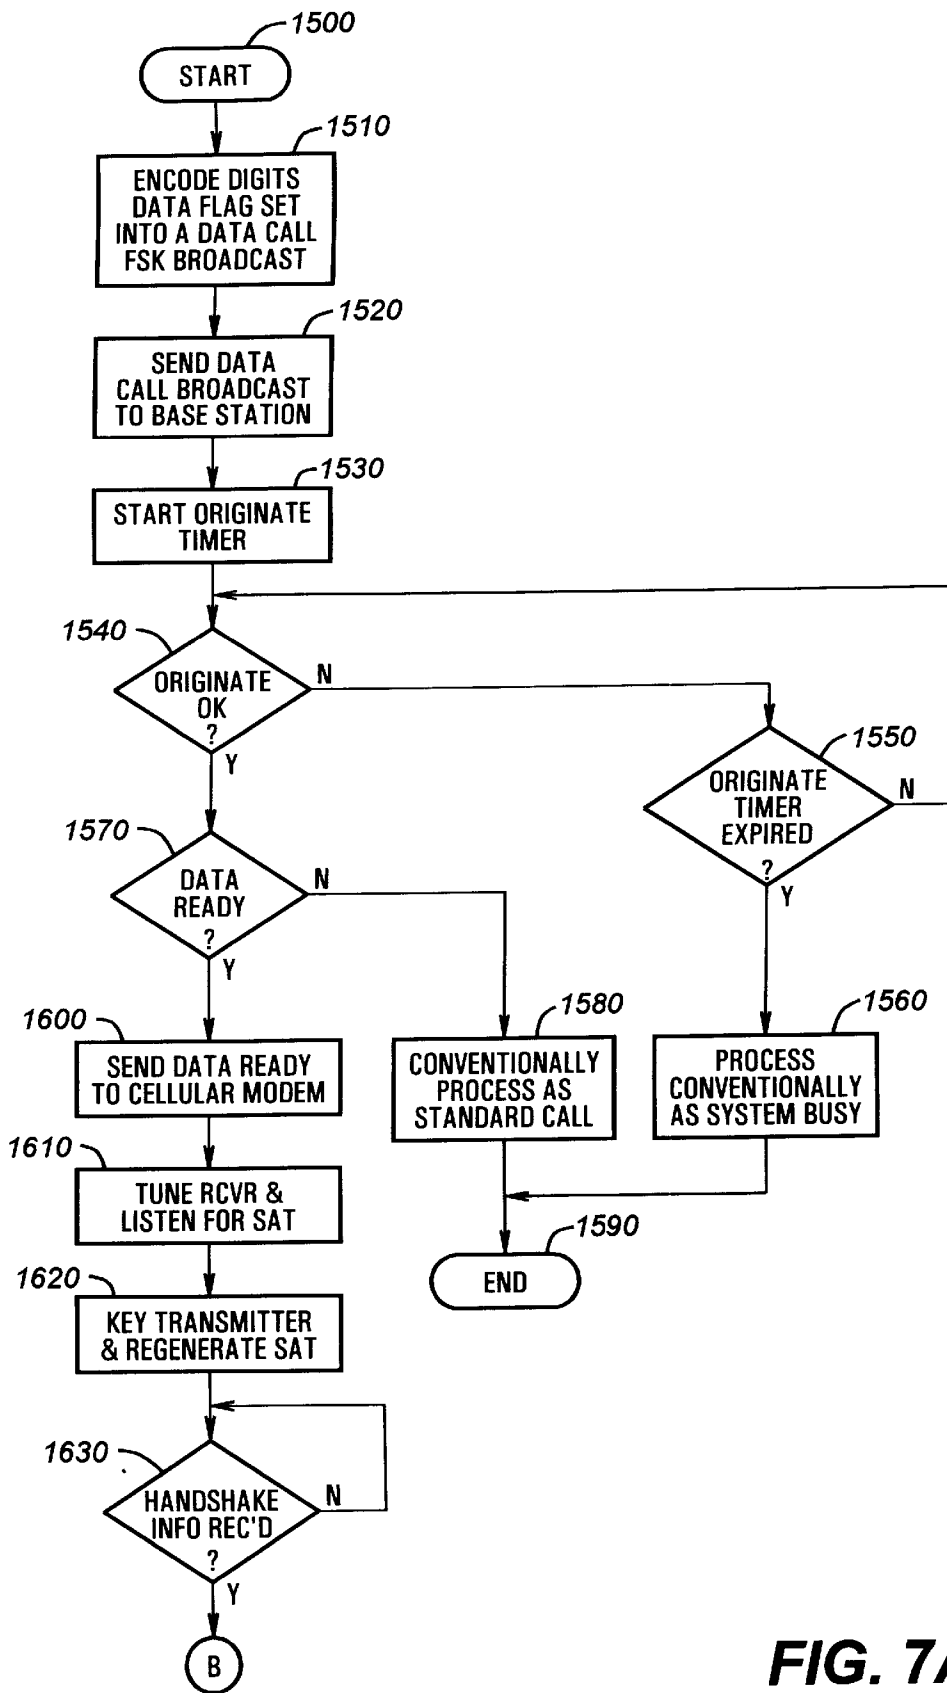 1500
START
1510
ENCODE DIGITS
DATA FLAG SET
INTO A DATA CALL
FSK BROADCAST
1520
SEND DATA
CALL BROADCAST
TO BASE STATION
1530
START ORIGINATE
TIMER
1540
ORIGINATE
OK
?
N
Y
1550
ORIGINATE
TIMER
EXPIRED
?
N
Y
1570
DATA
READY
?
N
Y
1560
PROCESS
CONVENTIONALLY
AS SYSTEM BUSY
1580
CONVENTIONALLY
PROCESS AS
STANDARD CALL
1590
END
1600
SEND DATA READY
TO CELLULAR MODEM
1610
TUNE RCVR &
LISTEN FOR SAT
1620
KEY TRANSMITTER
& REGENERATE SAT
1630
HANDSHAKE
INFO REC'D
?
N
Y
B
FIG. 7A